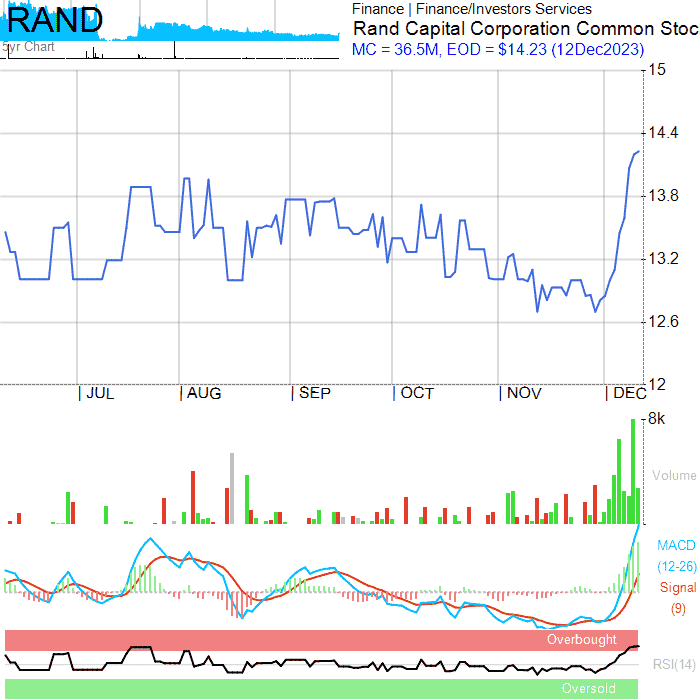 RAND
5yr Chart
Finance | Finance/Investors Services
Rand Capital Corporation Common Stoc
MC = 36.5M, EOD = $14.23 (12Dec2023)
15
14.4
13.8
13.2
12.6
12
| JUL | AUG | SEP | OCT | NOV | DEC
8k
Volume
MACD
(12-26)
Signal
(9)
Overbought
RSI(14)
Oversold